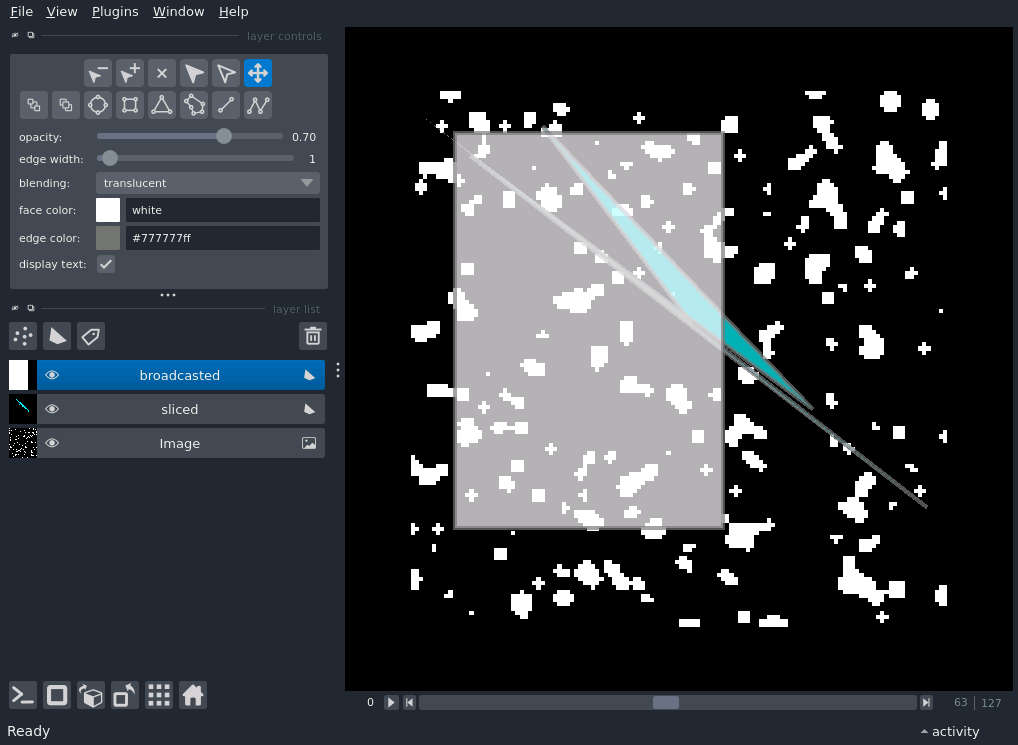 File View Plugins Window Help
layer controls
opacity: 0.70
edge width: 1
blending: translucent
face color: white
edge color: #777777ff
display text:
layer list
broadcasted
sliced
Image
0 63 127
Ready activity